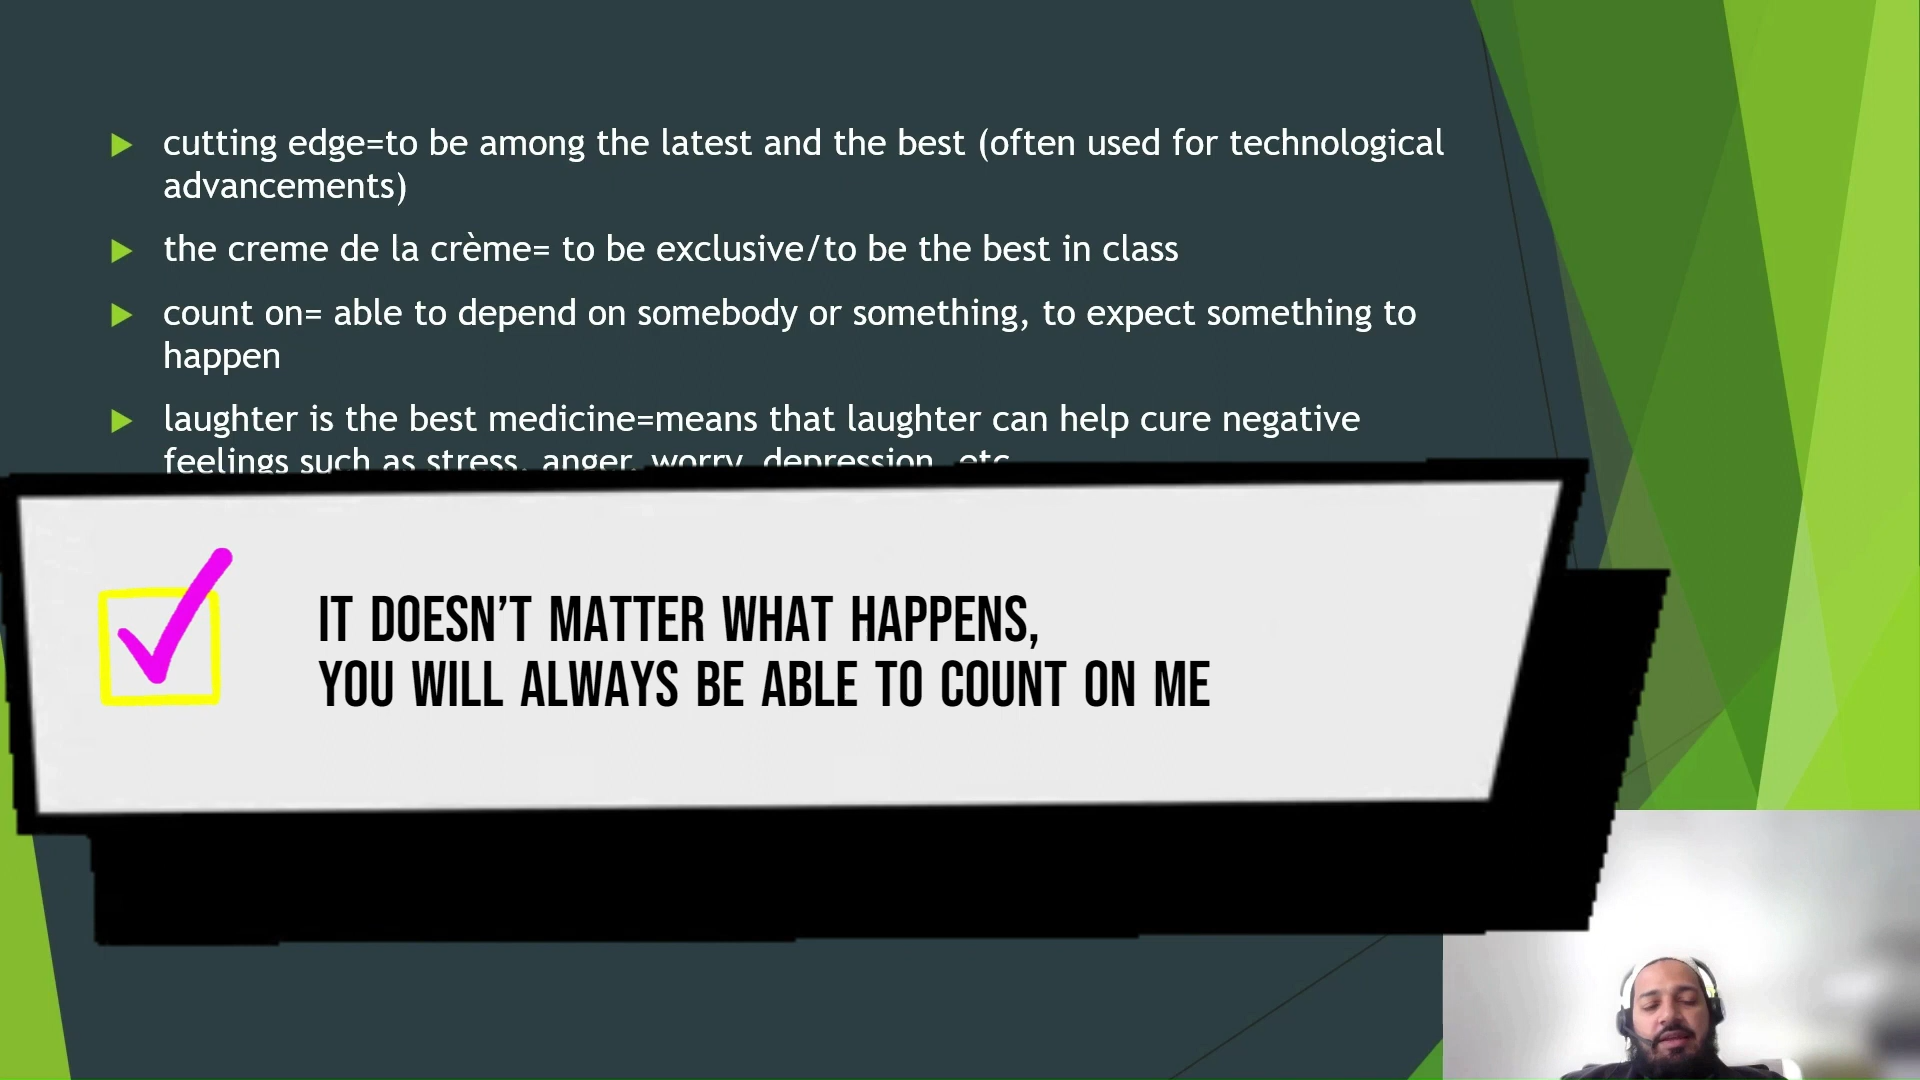 cutting edge=to be among the latest and the best (often used for technological
advancements)
the creme de la crème= to be exclusive/to be the best in class
count on= able to depend on somebody or something, to expect something to
happen
laughter is the best medicine=means that laughter can help cure negative
feelings such as stress, anger, worry, depression, etc
IT DOESN’T MATTER WHAT HAPPENS,
YOU WILL ALWAYS BE ABLE TO COUNT ON ME